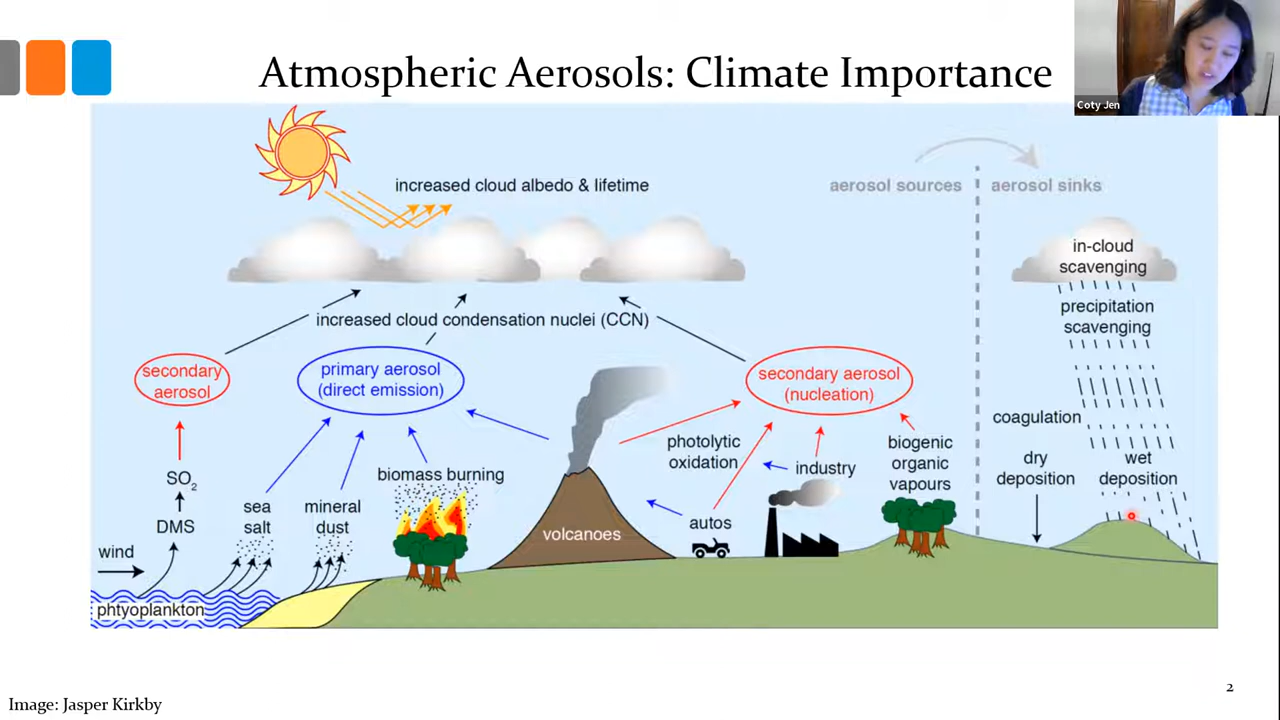 Atmospheric Aerosols: Climate Importance
Coty Jen
increased cloud albedo & lifetime
aerosol sources
aerosol sinks
in-cloud
scavenging
precipitation
scavenging
increased cloud condensation nuclei (CCN)
secondary
aerosol
primary aerosol
(direct emission)
secondary aerosol
(nucleation)
coagulation
photolytic
oxidation
biogenic
organic
vapours
dry
deposition
wet
deposition
SO2
biomass burning
industry
sea
salt
mineral
dust
DMS
autos
volcanoes
wind
phtyoplankton
2
Image: Jasper Kirkby